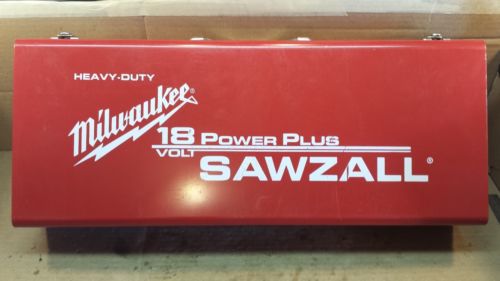 HEAVY-DUTY
Milwaukee®
18 POWER PLUS
VOLT
SAWZALL®